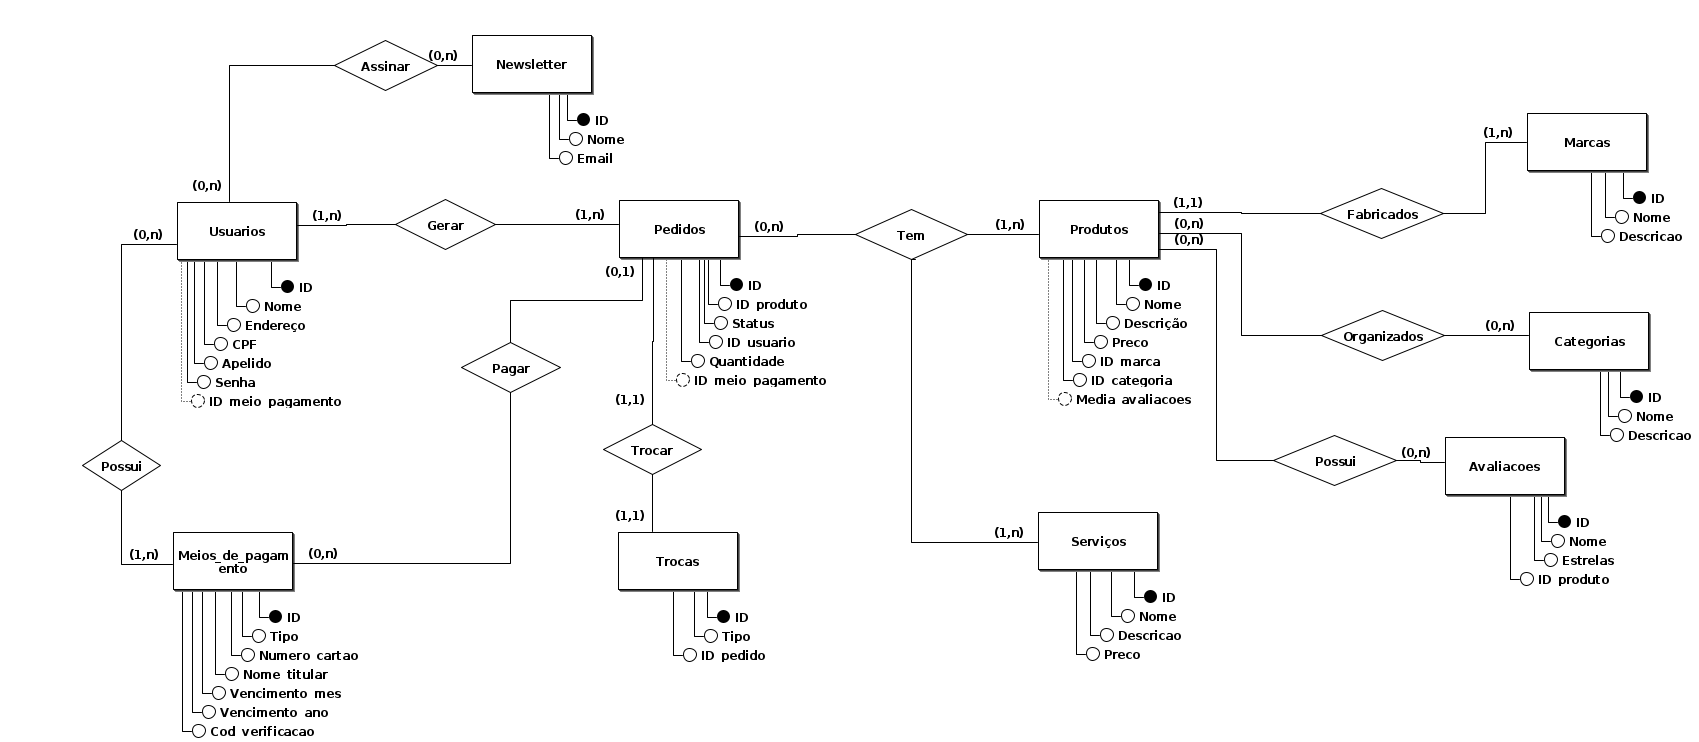 Assinar
(0,n)
Newsletter
ID
Nome
Email
(0,n)
Usuarios
(0,n)
(1,n)
Gerar
(1,n)
Pedidos
(0,n)
Tem
(1,n)
Produtos
(1,1)
(0,n)
(0,n)
Fabricados
(1,n)
Marcas
ID
Nome
Descricao
ID
Nome
Endereço
CPF
Apelido
Senha
ID meio pagamento
(0,1)
ID
ID produto
Status
ID usuario
Quantidade
ID meio pagamento
ID
Nome
Descrição
Preco
ID marca
ID categoria
Media avaliacoes
Organizados
(0,n)
Categorias
ID
Nome
Descricao
Pagar
(1,1)
Trocar
(1,1)
Trocas
ID
Tipo
ID pedido
Possui
(0,n)
Avaliacoes
ID
Nome
Estrelas
ID produto
Possui
(1,n)
Meios_de_pagam
ento
(0,n)
ID
Tipo
Numero cartao
Nome titular
Vencimento mes
Vencimento ano
Cod verificacao
(1,n)
Serviços
ID
Nome
Descricao
Preco